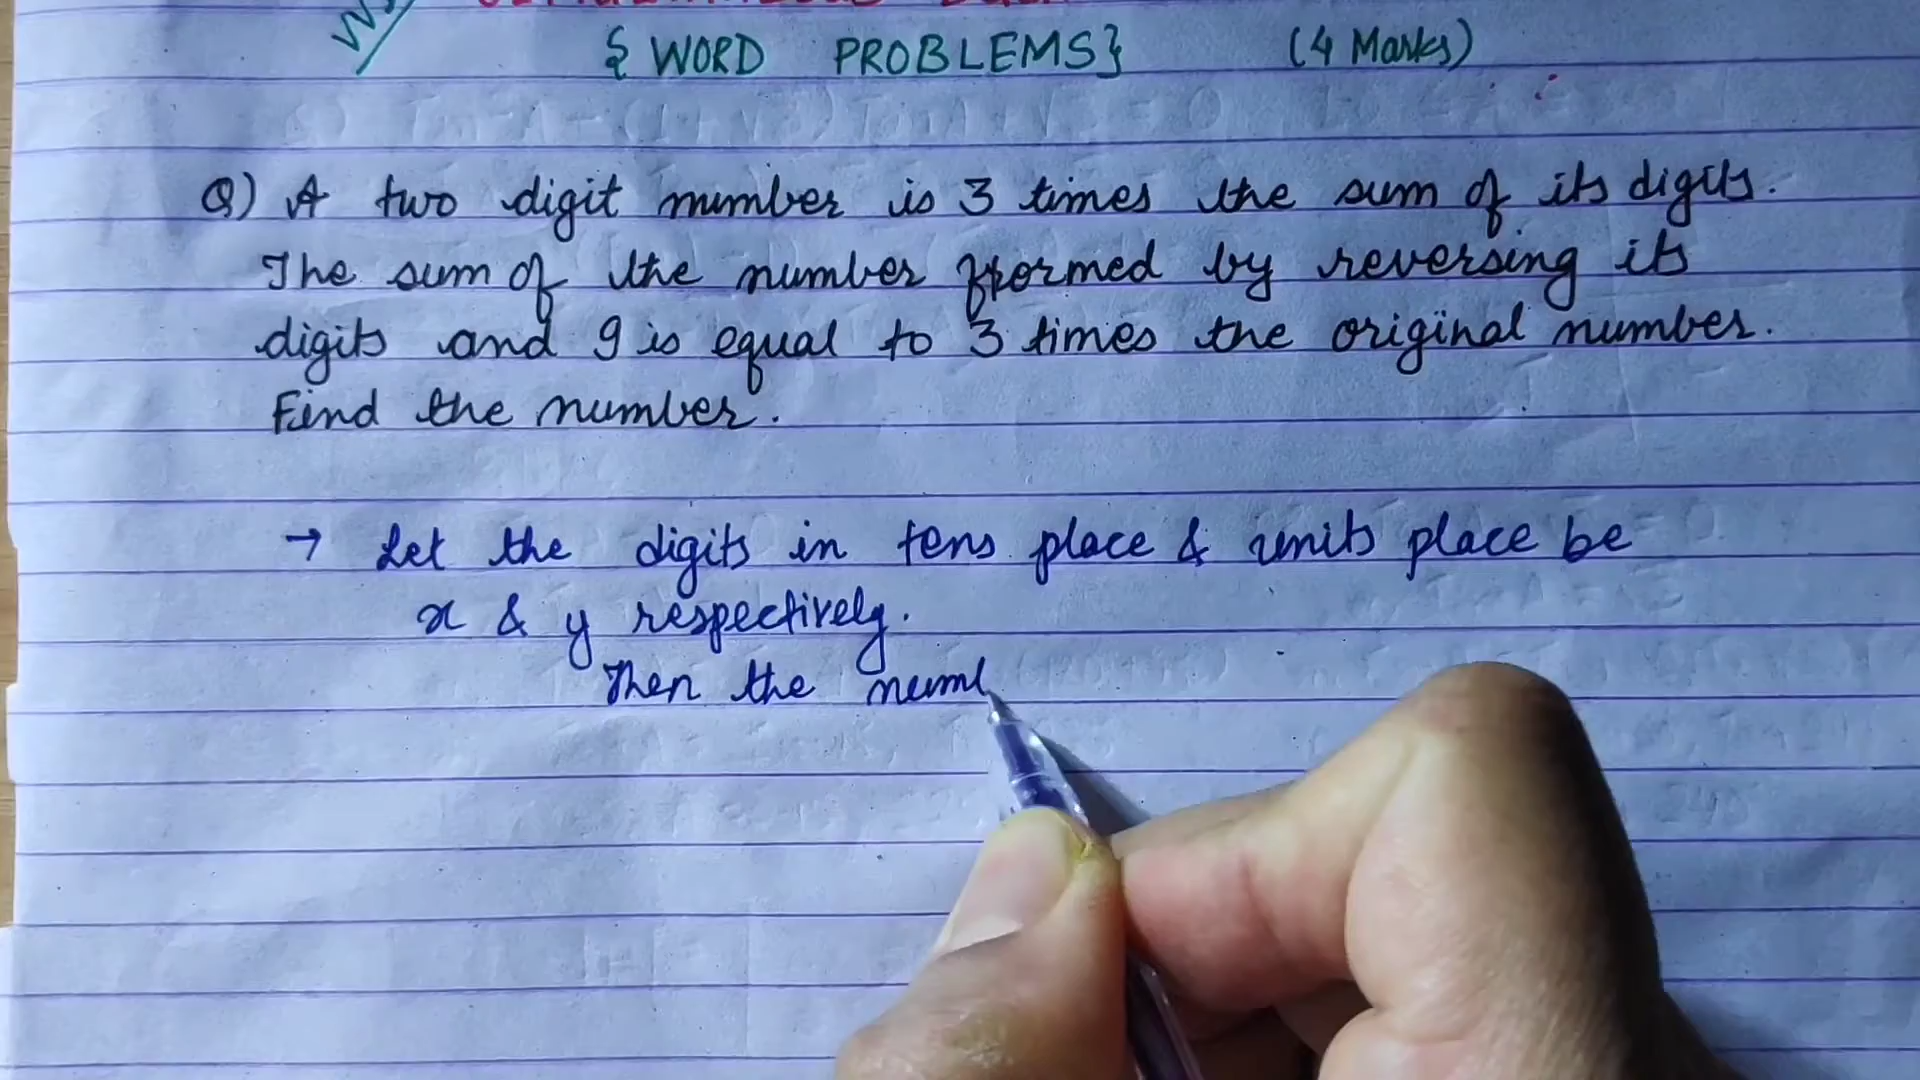 { WORD PROBLEMS} (4 Marks)
Q) A two digit number is 3 times the sum of its digits.
The sum of the number formed by reversing its
digits and 9 is equal to 3 times the original number.
Find the number.
→ Let the digits in tens place & units place be
x & y respectively.
Then the num